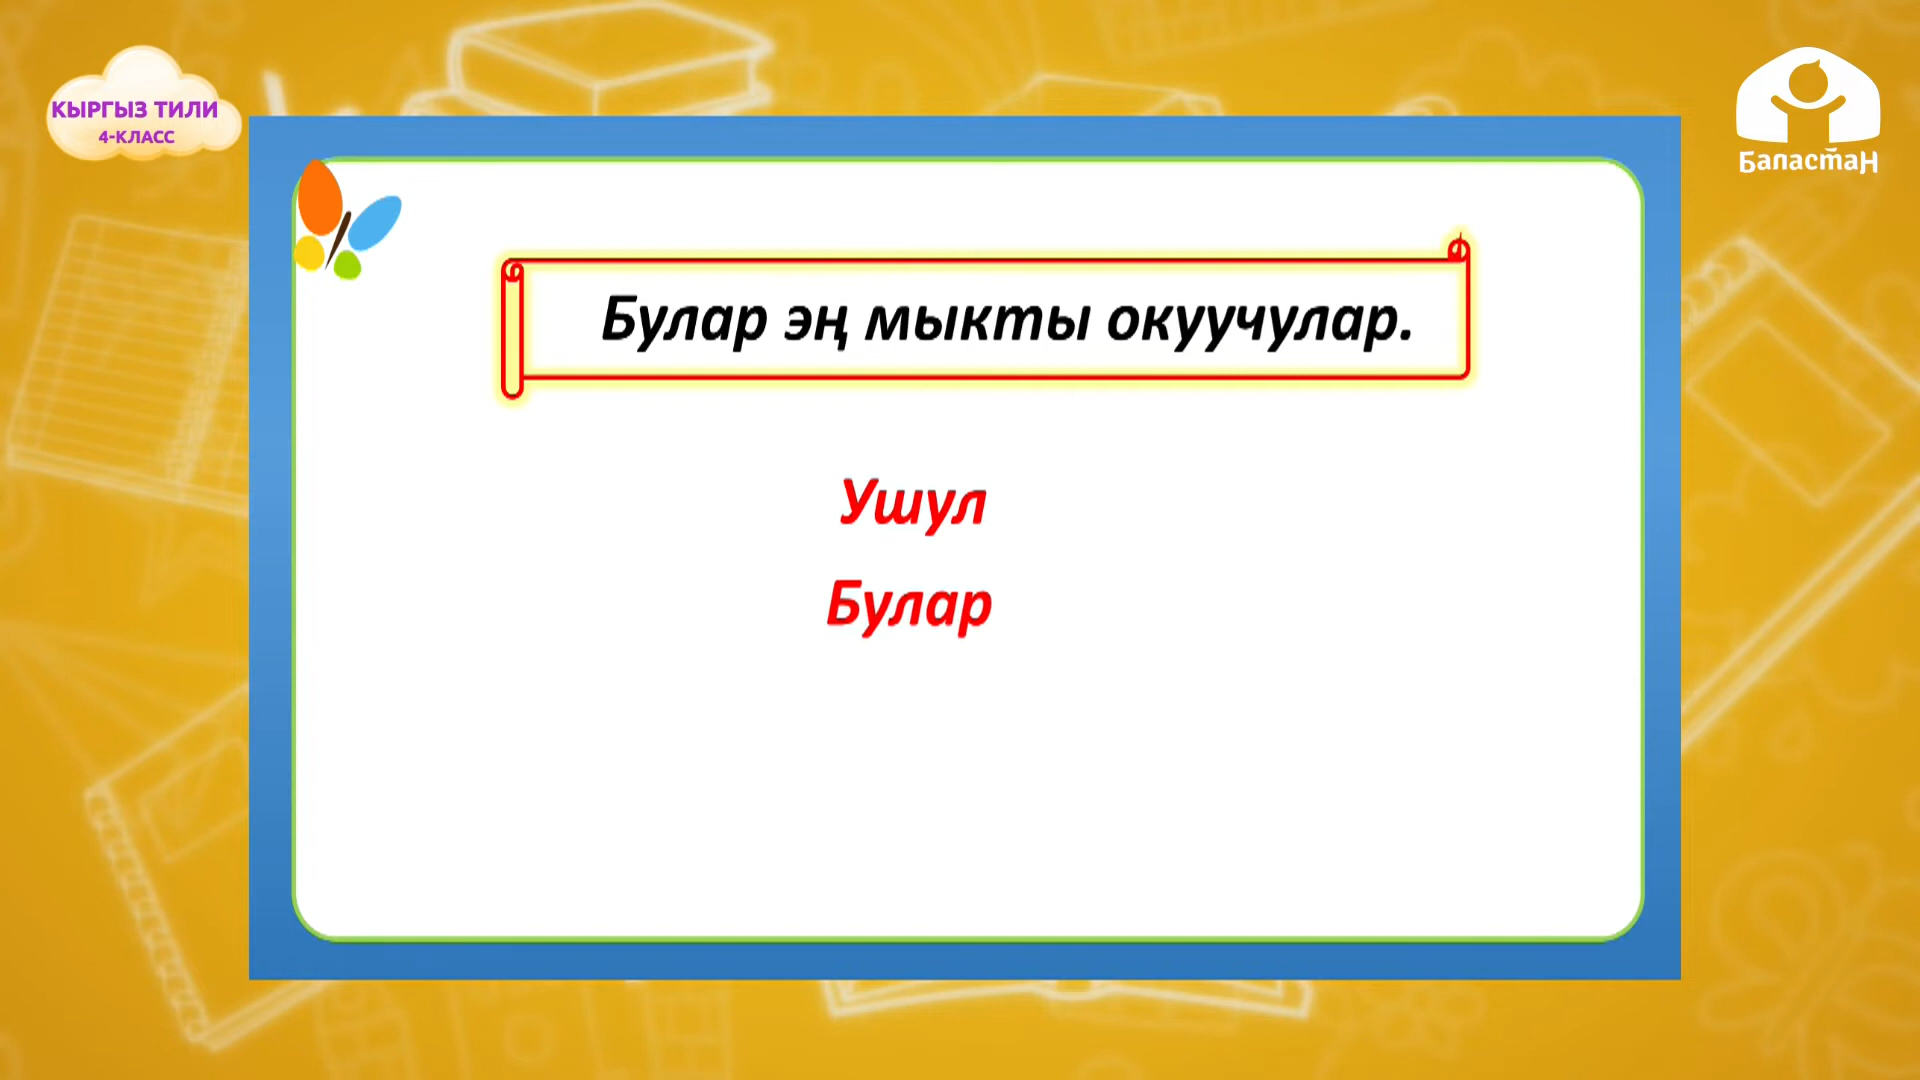 КЫРГЫЗ ТИЛИ
4-КЛАСС
Баластан
Булар эң мыкты окуучулар.
Ушул
Булар